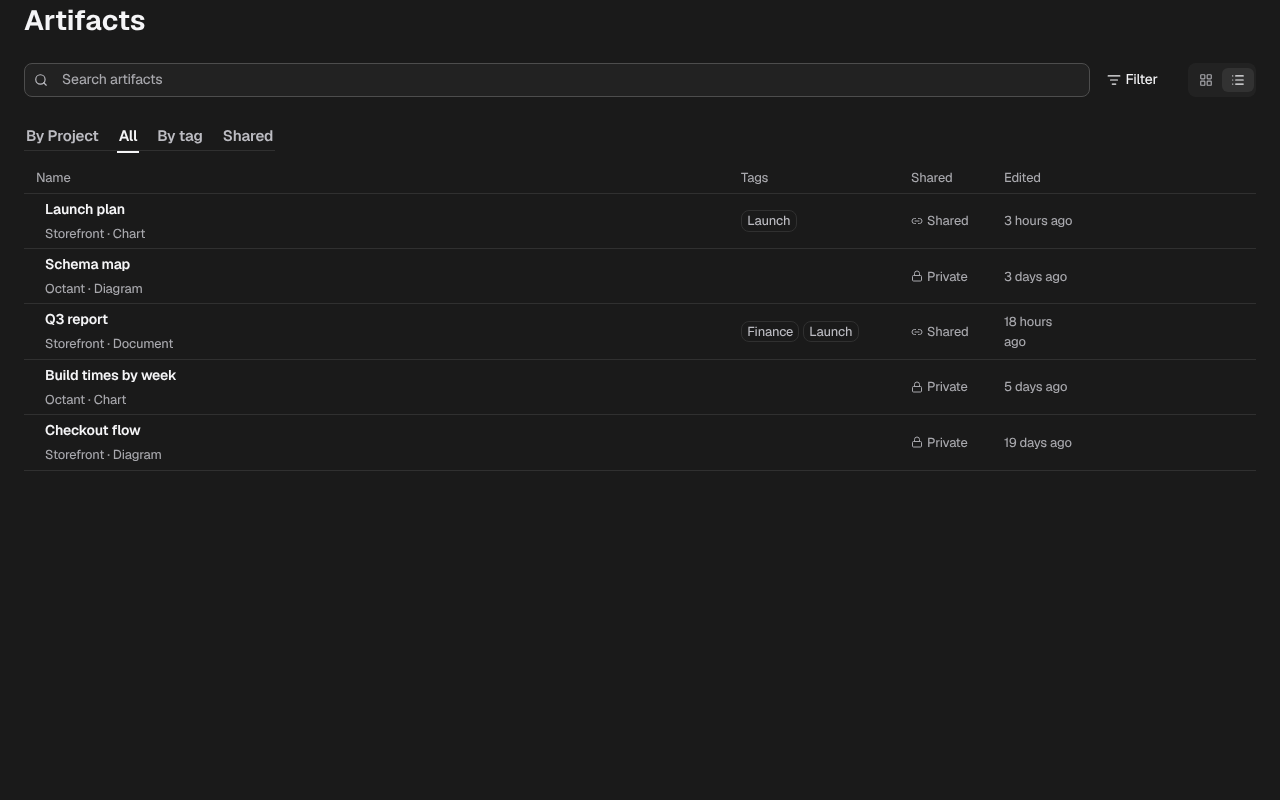 Artifacts
Search artifacts
Filter
By Project All By tag Shared
Name Tags Shared Edited
Launch plan
Storefront · Chart
Launch Shared 3 hours ago
Schema map
Octant · Diagram
Private 3 days ago
Q3 report
Storefront · Document
Finance Launch Shared 18 hours
ago
Build times by week
Octant · Chart
Private 5 days ago
Checkout flow
Storefront · Diagram
Private 19 days ago